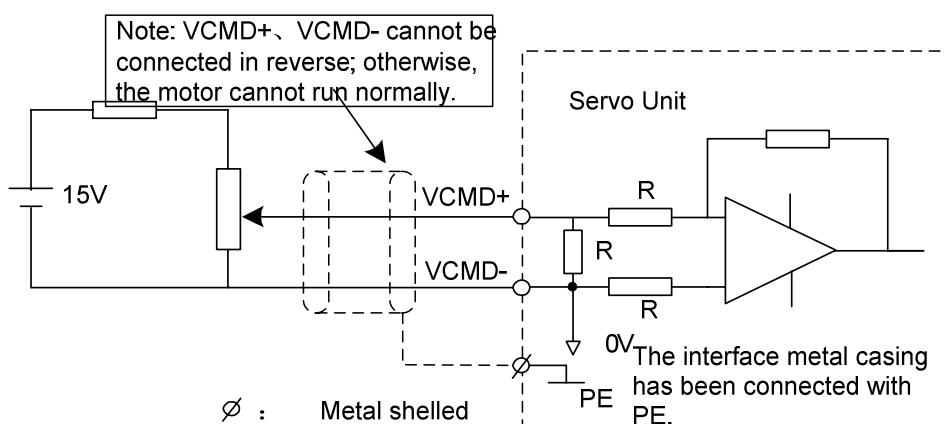 Note: VCMD+、VCMD- cannot be
connected in reverse; otherwise,
the motor cannot run normally.
Servo Unit
15V
VCMD+
R
R
VCMD-
R
0V
The interface metal casing
has been connected with
PE.
PE
Ø : Metal shelled